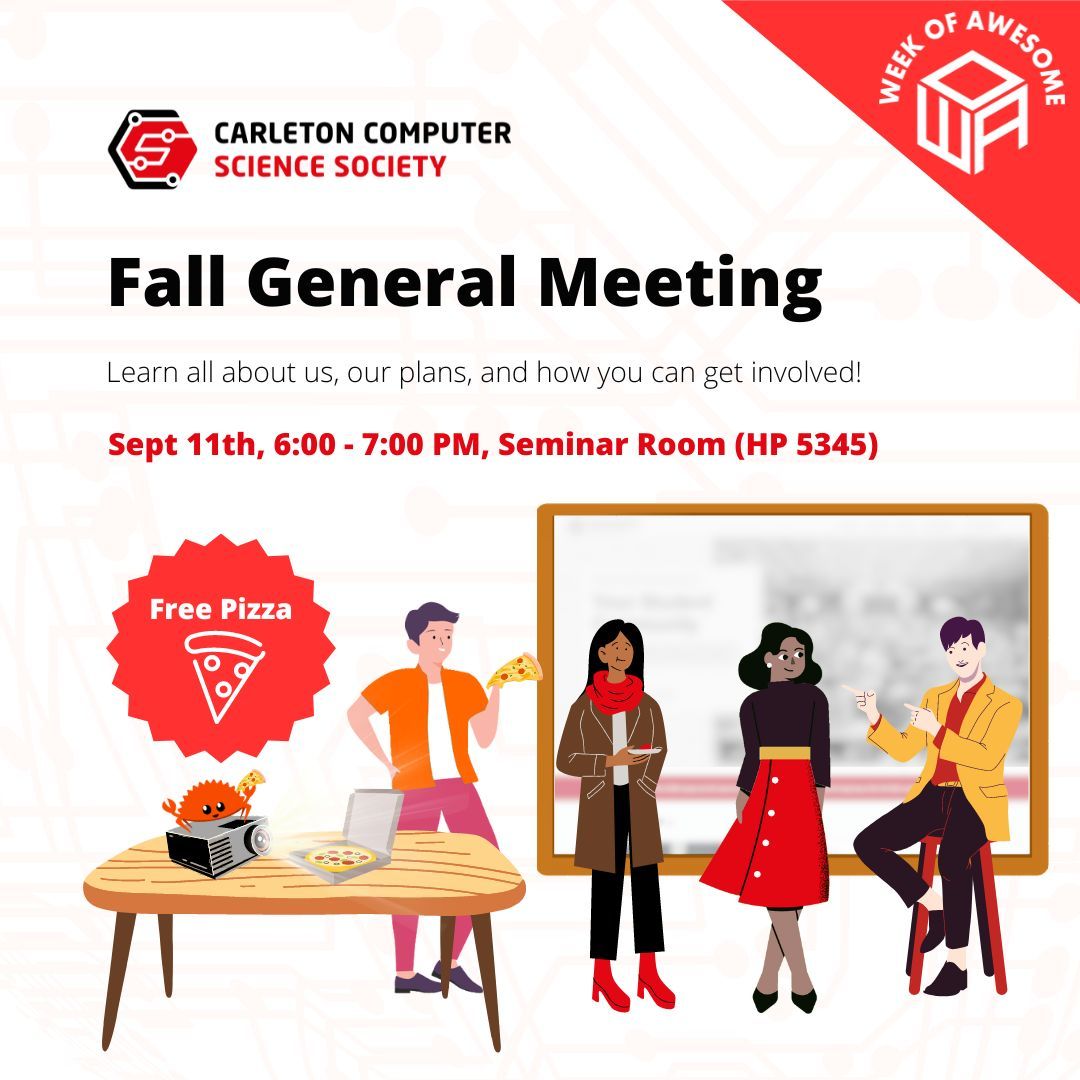 WEEK OF AWESOME
WA
CARLETON COMPUTER
SCIENCE SOCIETY
Fall General Meeting
Learn all about us, our plans, and how you can get involved!
Sept 11th, 6:00 - 7:00 PM, Seminar Room (HP 5345)
Free Pizza